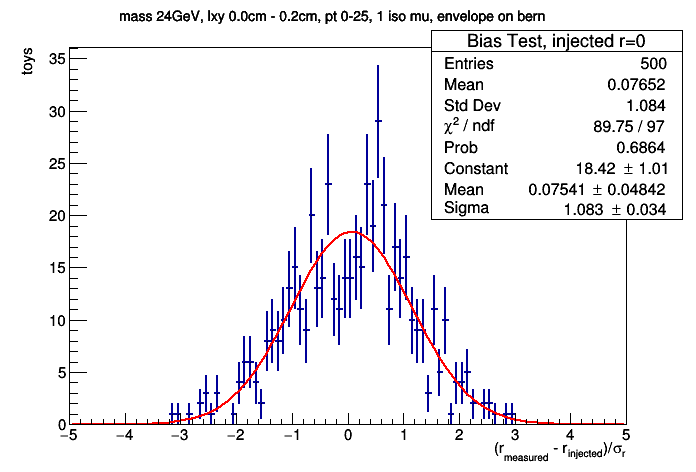 mass 24GeV, lxy 0.0cm - 0.2cm, pt 0-25, 1 iso mu, envelope on bern
Bias Test, injected r=0
Entries 500
Mean 0.07652
Std Dev 1.084
χ² / ndf 89.75 / 97
Prob 0.6864
Constant 18.42 ± 1.01
Mean 0.07541 ± 0.04842
Sigma 1.083 ± 0.034
toys
35
30
25
20
15
10
5
0
−5 −4 −3 −2 −1 0 1 2 3 4 5
(r_measured - r_injected)/σ_r